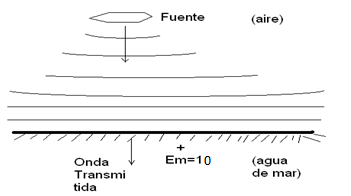 Fuente (aire)
+
Onda Em=10 (agua
Transmi de mar)
tida